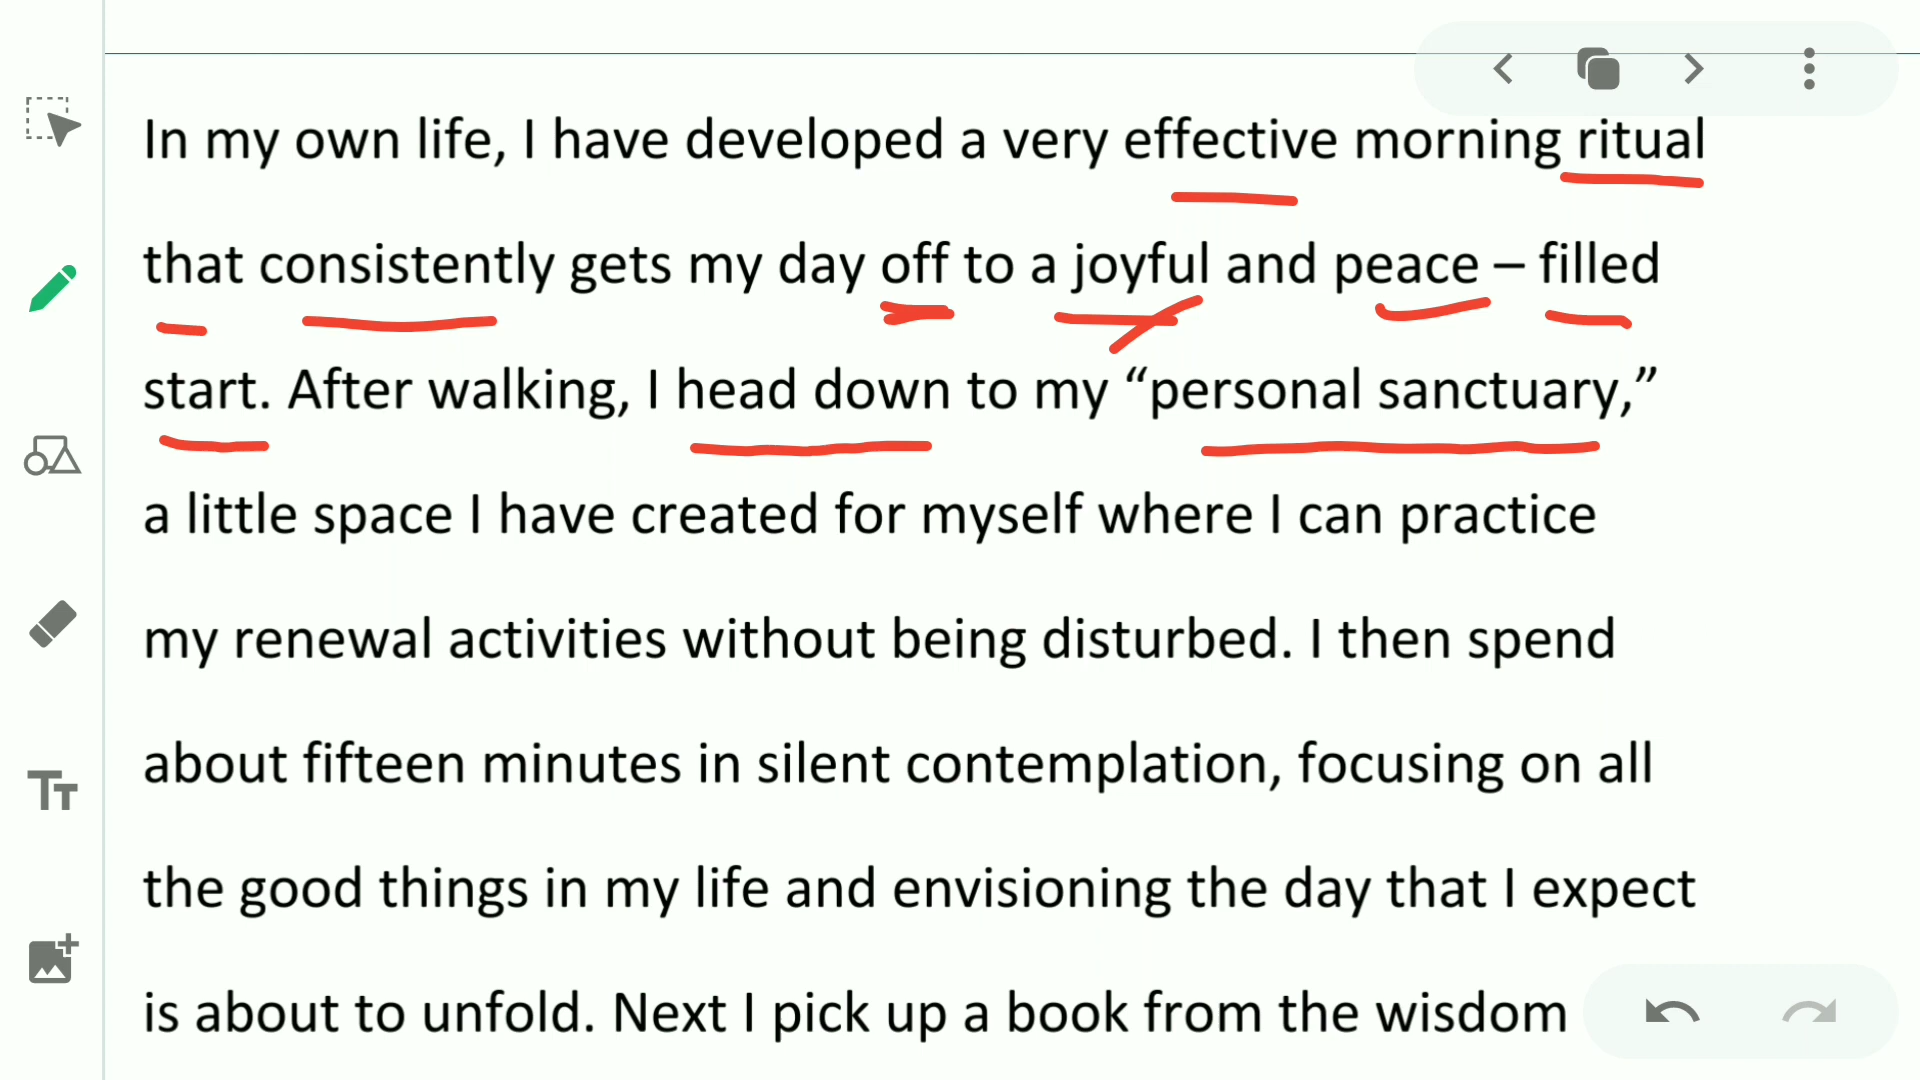 In my own life, I have developed a very effective morning ritual
that consistently gets my day off to a joyful and peace – filled
start. After walking, I head down to my “personal sanctuary,”
a little space I have created for myself where I can practice
my renewal activities without being disturbed. I then spend
about fifteen minutes in silent contemplation, focusing on all
the good things in my life and envisioning the day that I expect
is about to unfold. Next I pick up a book from the wisdom